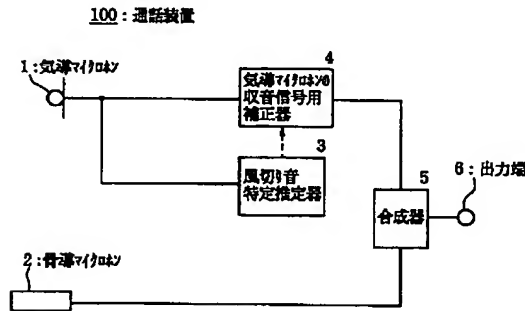 100：通話装置
1：気導マイクロホン
4
気導マイクロホンの
収音信号用
補正器
3
風切り音
特定推定器
5
合成器
6：出力端
2：骨導マイクロホン